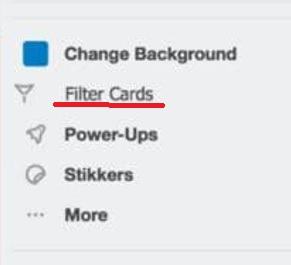 Change Background
Filter Cards
Power-Ups
Stikkers
More